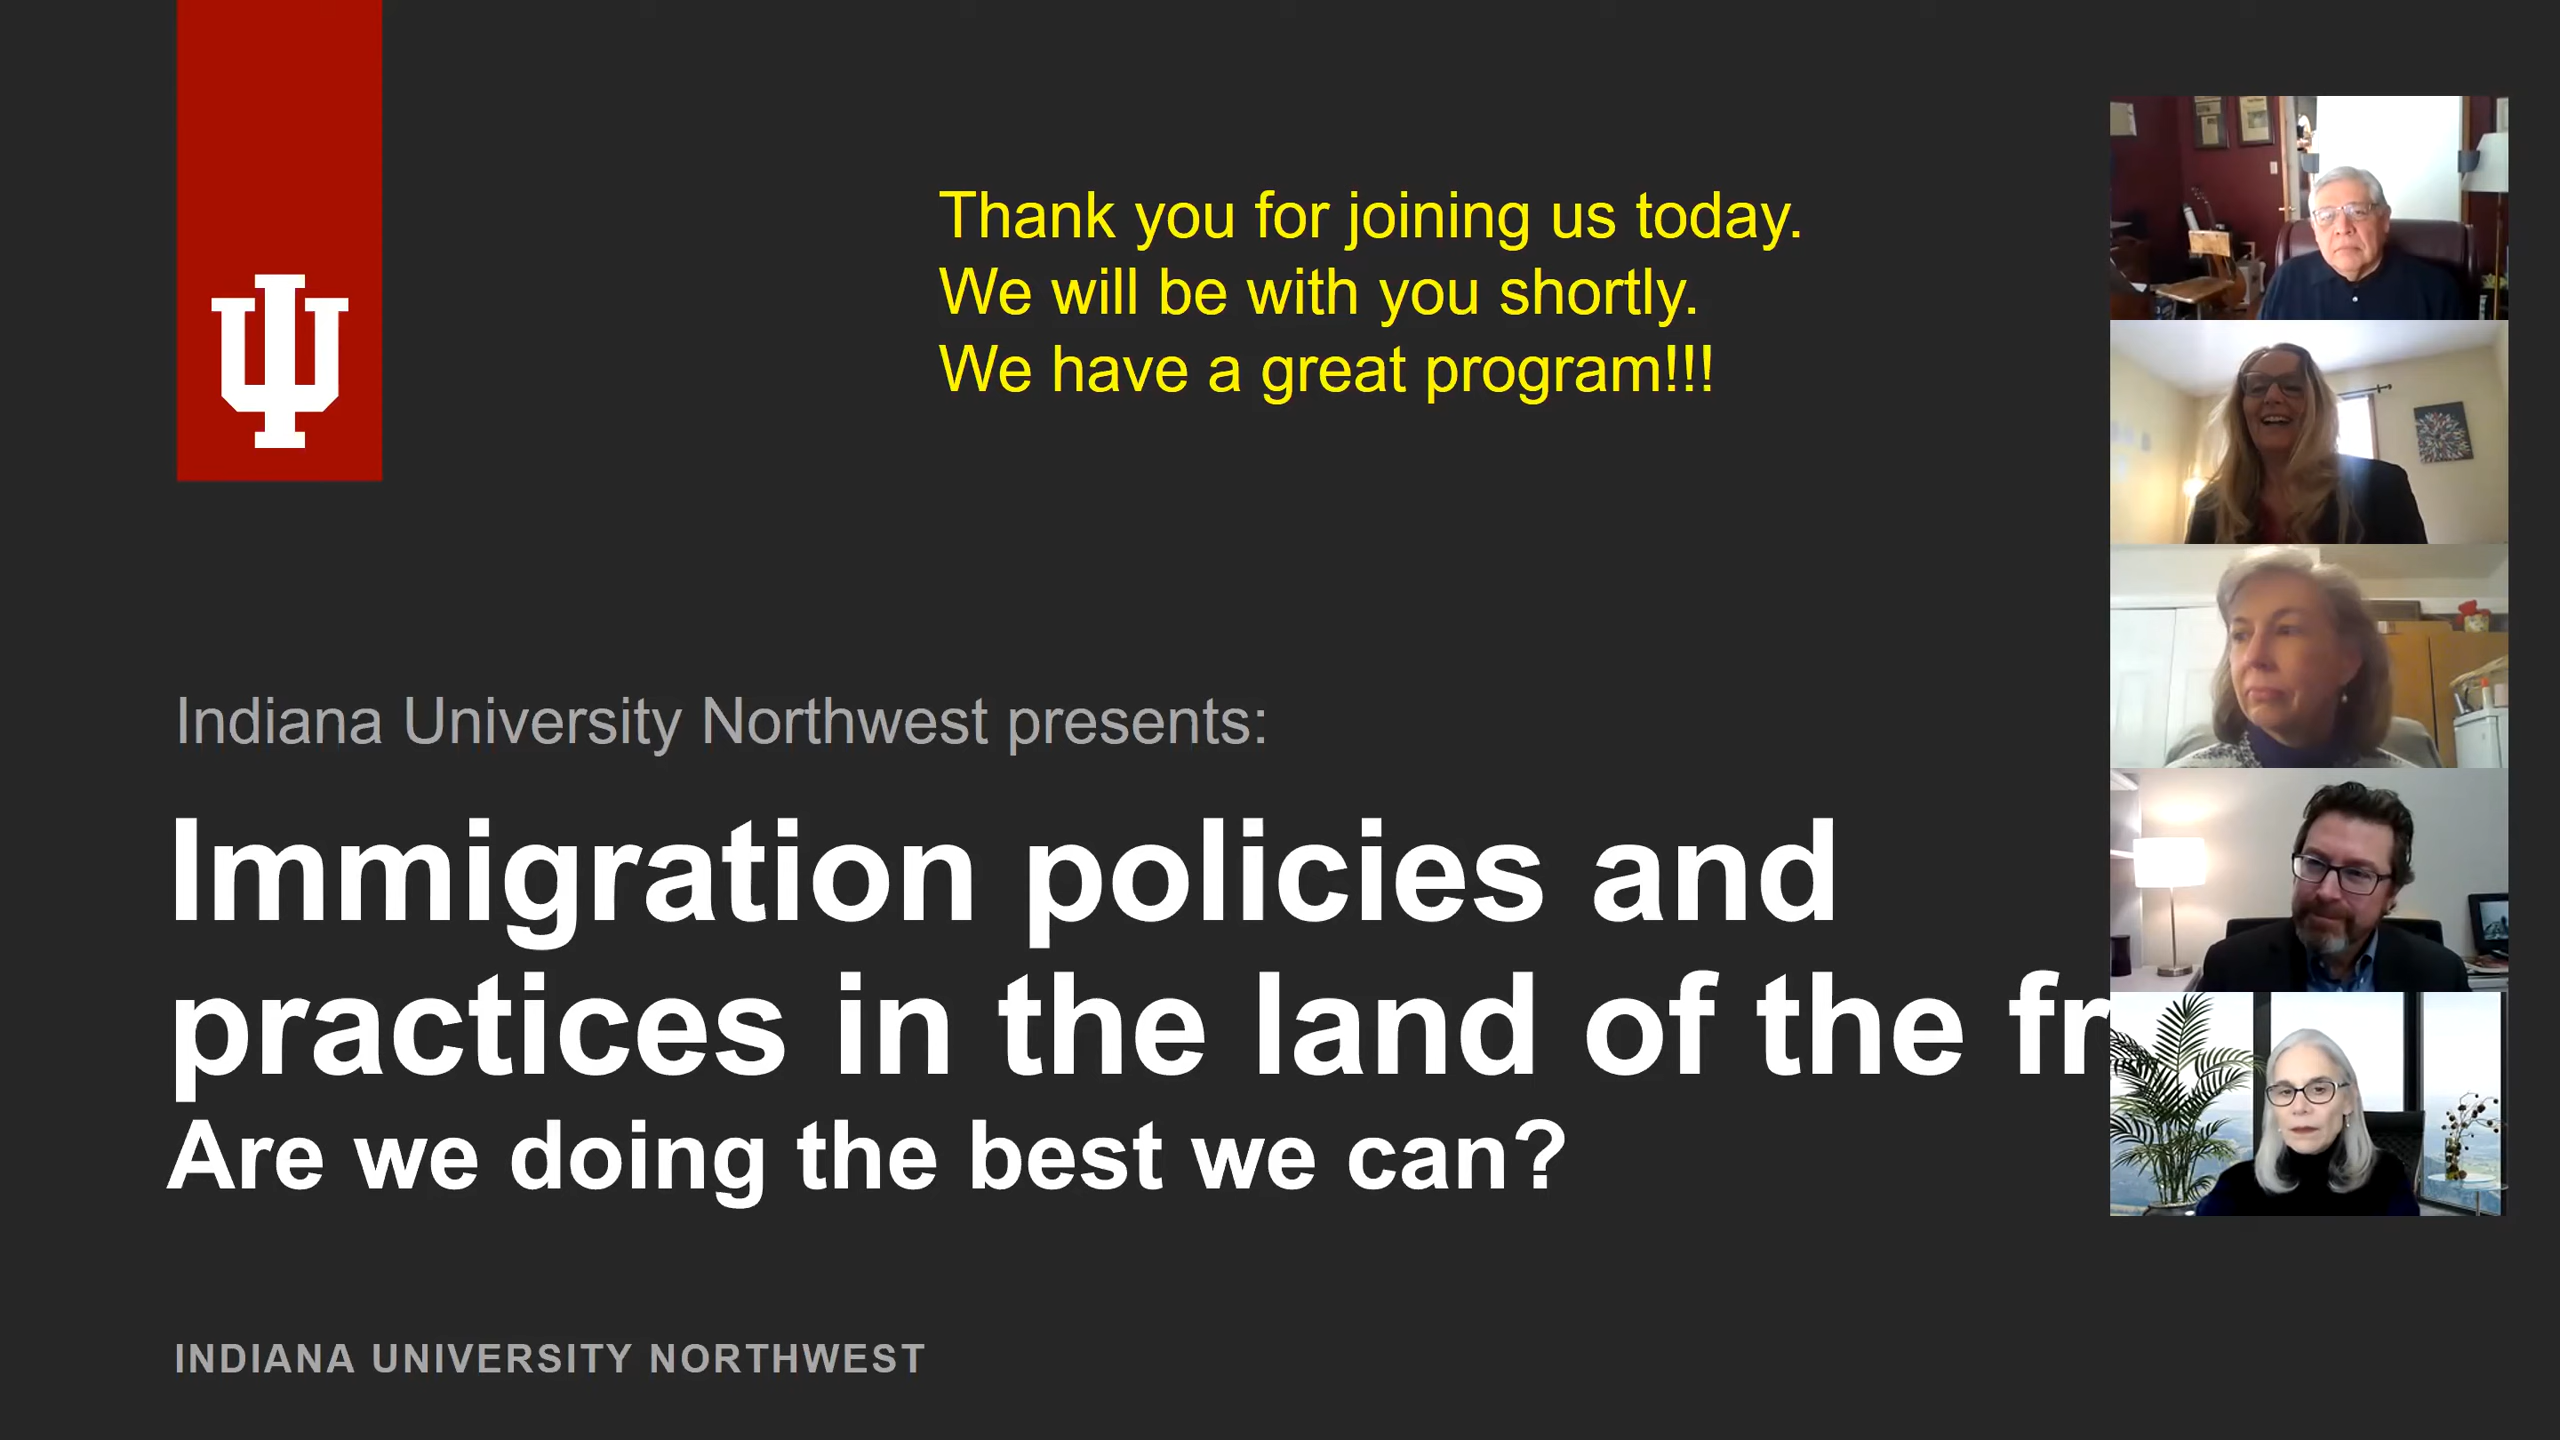 Thank you for joining us today.
We will be with you shortly.
We have a great program!!!
Indiana University Northwest presents:
Immigration policies and
practices in the land of the fr
Are we doing the best we can?
INDIANA UNIVERSITY NORTHWEST